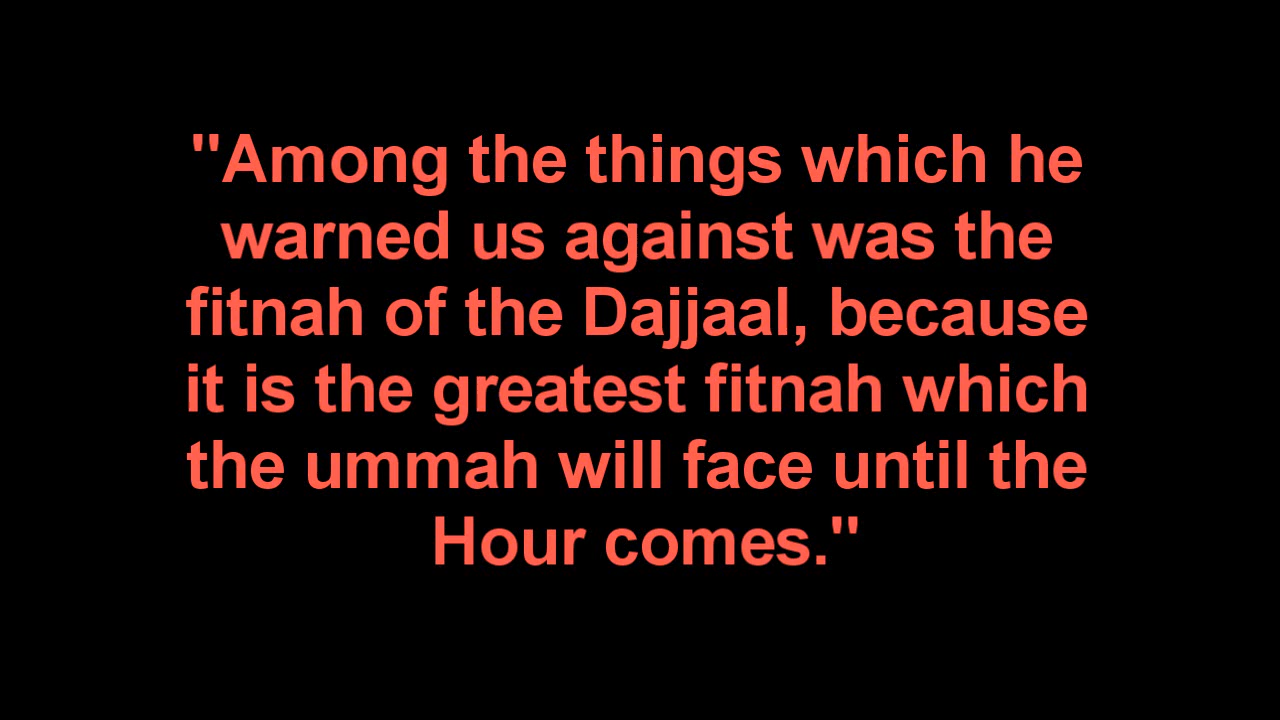 "Among the things which he
warned us against was the
fitnah of the Dajjaal, because
it is the greatest fitnah which
the ummah will face until the
Hour comes."